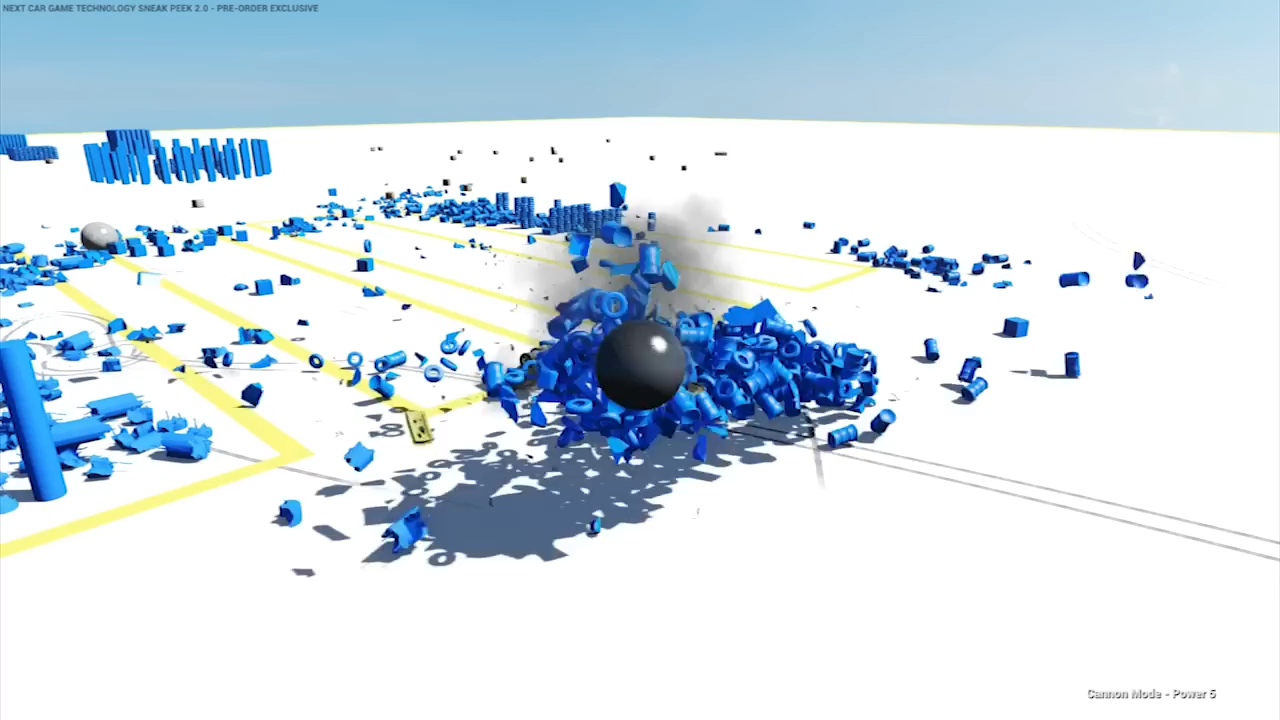 NEXT CAR GAME TECHNOLOGY SNEAK PEEK 2.0 - PRE-ORDER EXCLUSIVE
Cannon Mode - Power 5